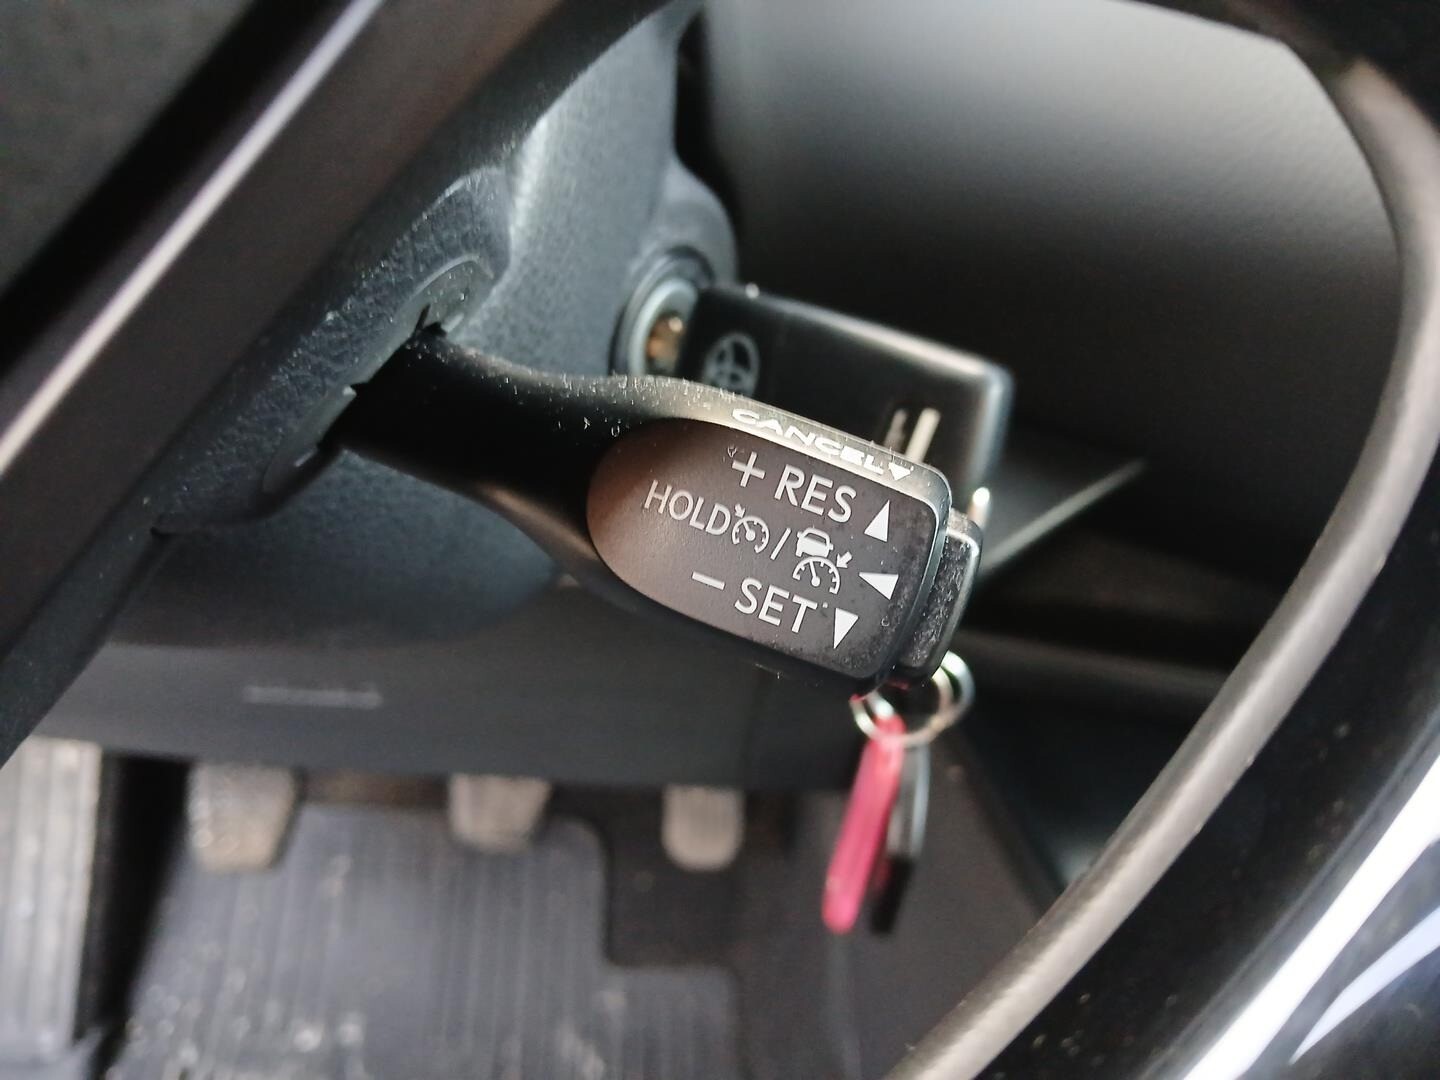 CANCEL▼
+ RES ▲
HOLD / ◀
− SET ▼